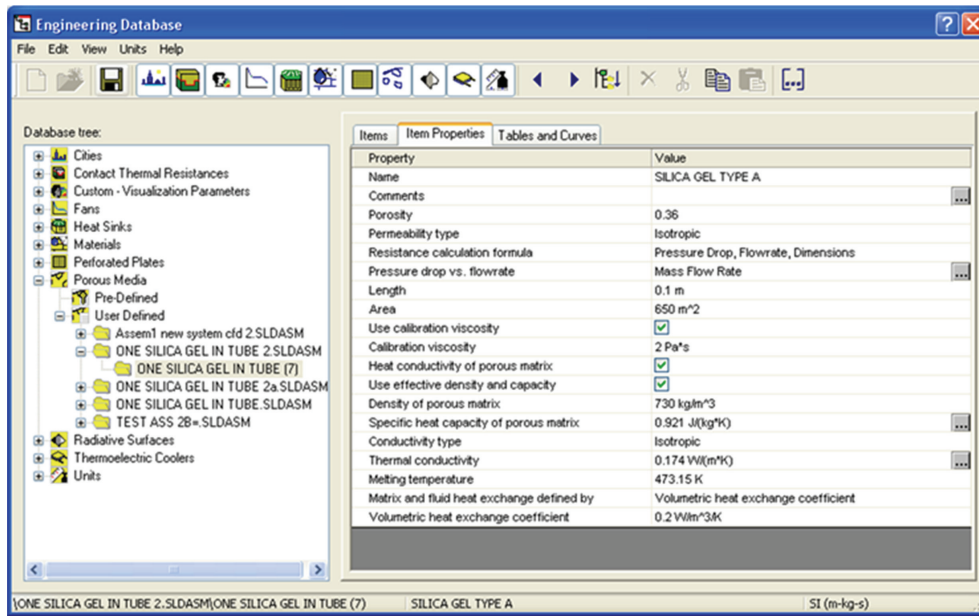 Engineering Database
File Edit View Units Help
Database tree:
Cities
Contact Thermal Resistances
Custom - Visualization Parameters
Fans
Heat Sinks
Materials
Perforated Plates
Porous Media
Pre-Defined
User Defined
Assem1 new system cfd 2.SLDASM
ONE SILICA GEL IN TUBE 2.SLDASM
ONE SILICA GEL IN TUBE (7)
ONE SILICA GEL IN TUBE 2a.SLDASM
ONE SILICA GEL IN TUBE.SLDASM
TEST ASS 2B=.SLDASM
Radiative Surfaces
Thermoelectric Coolers
Units
Items Item Properties Tables and Curves
Property Value
Name SILICA GEL TYPE A
Comments ...
Porosity 0.36
Permeability type Isotropic
Resistance calculation formula Pressure Drop, Flowrate, Dimensions
Pressure drop vs. flowrate Mass Flow Rate ...
Length 0.1 m
Area 650 m^2
Use calibration viscosity
Calibration viscosity 2 Pa*s
Heat conductivity of porous matrix
Use effective density and capacity
Density of porous matrix 730 kg/m^3
Specific heat capacity of porous matrix 0.921 J/(kg*K) ...
Conductivity type Isotropic
Thermal conductivity 0.174 W/(m*K) ...
Melting temperature 473.15 K
Matrix and fluid heat exchange defined by Volumetric heat exchange coefficient
Volumetric heat exchange coefficient 0.2 W/m^3/K
\ONE SILICA GEL IN TUBE 2.SLDASM\ONE SILICA GEL IN TUBE (7) SILICA GEL TYPE A SI (m-kg-s)